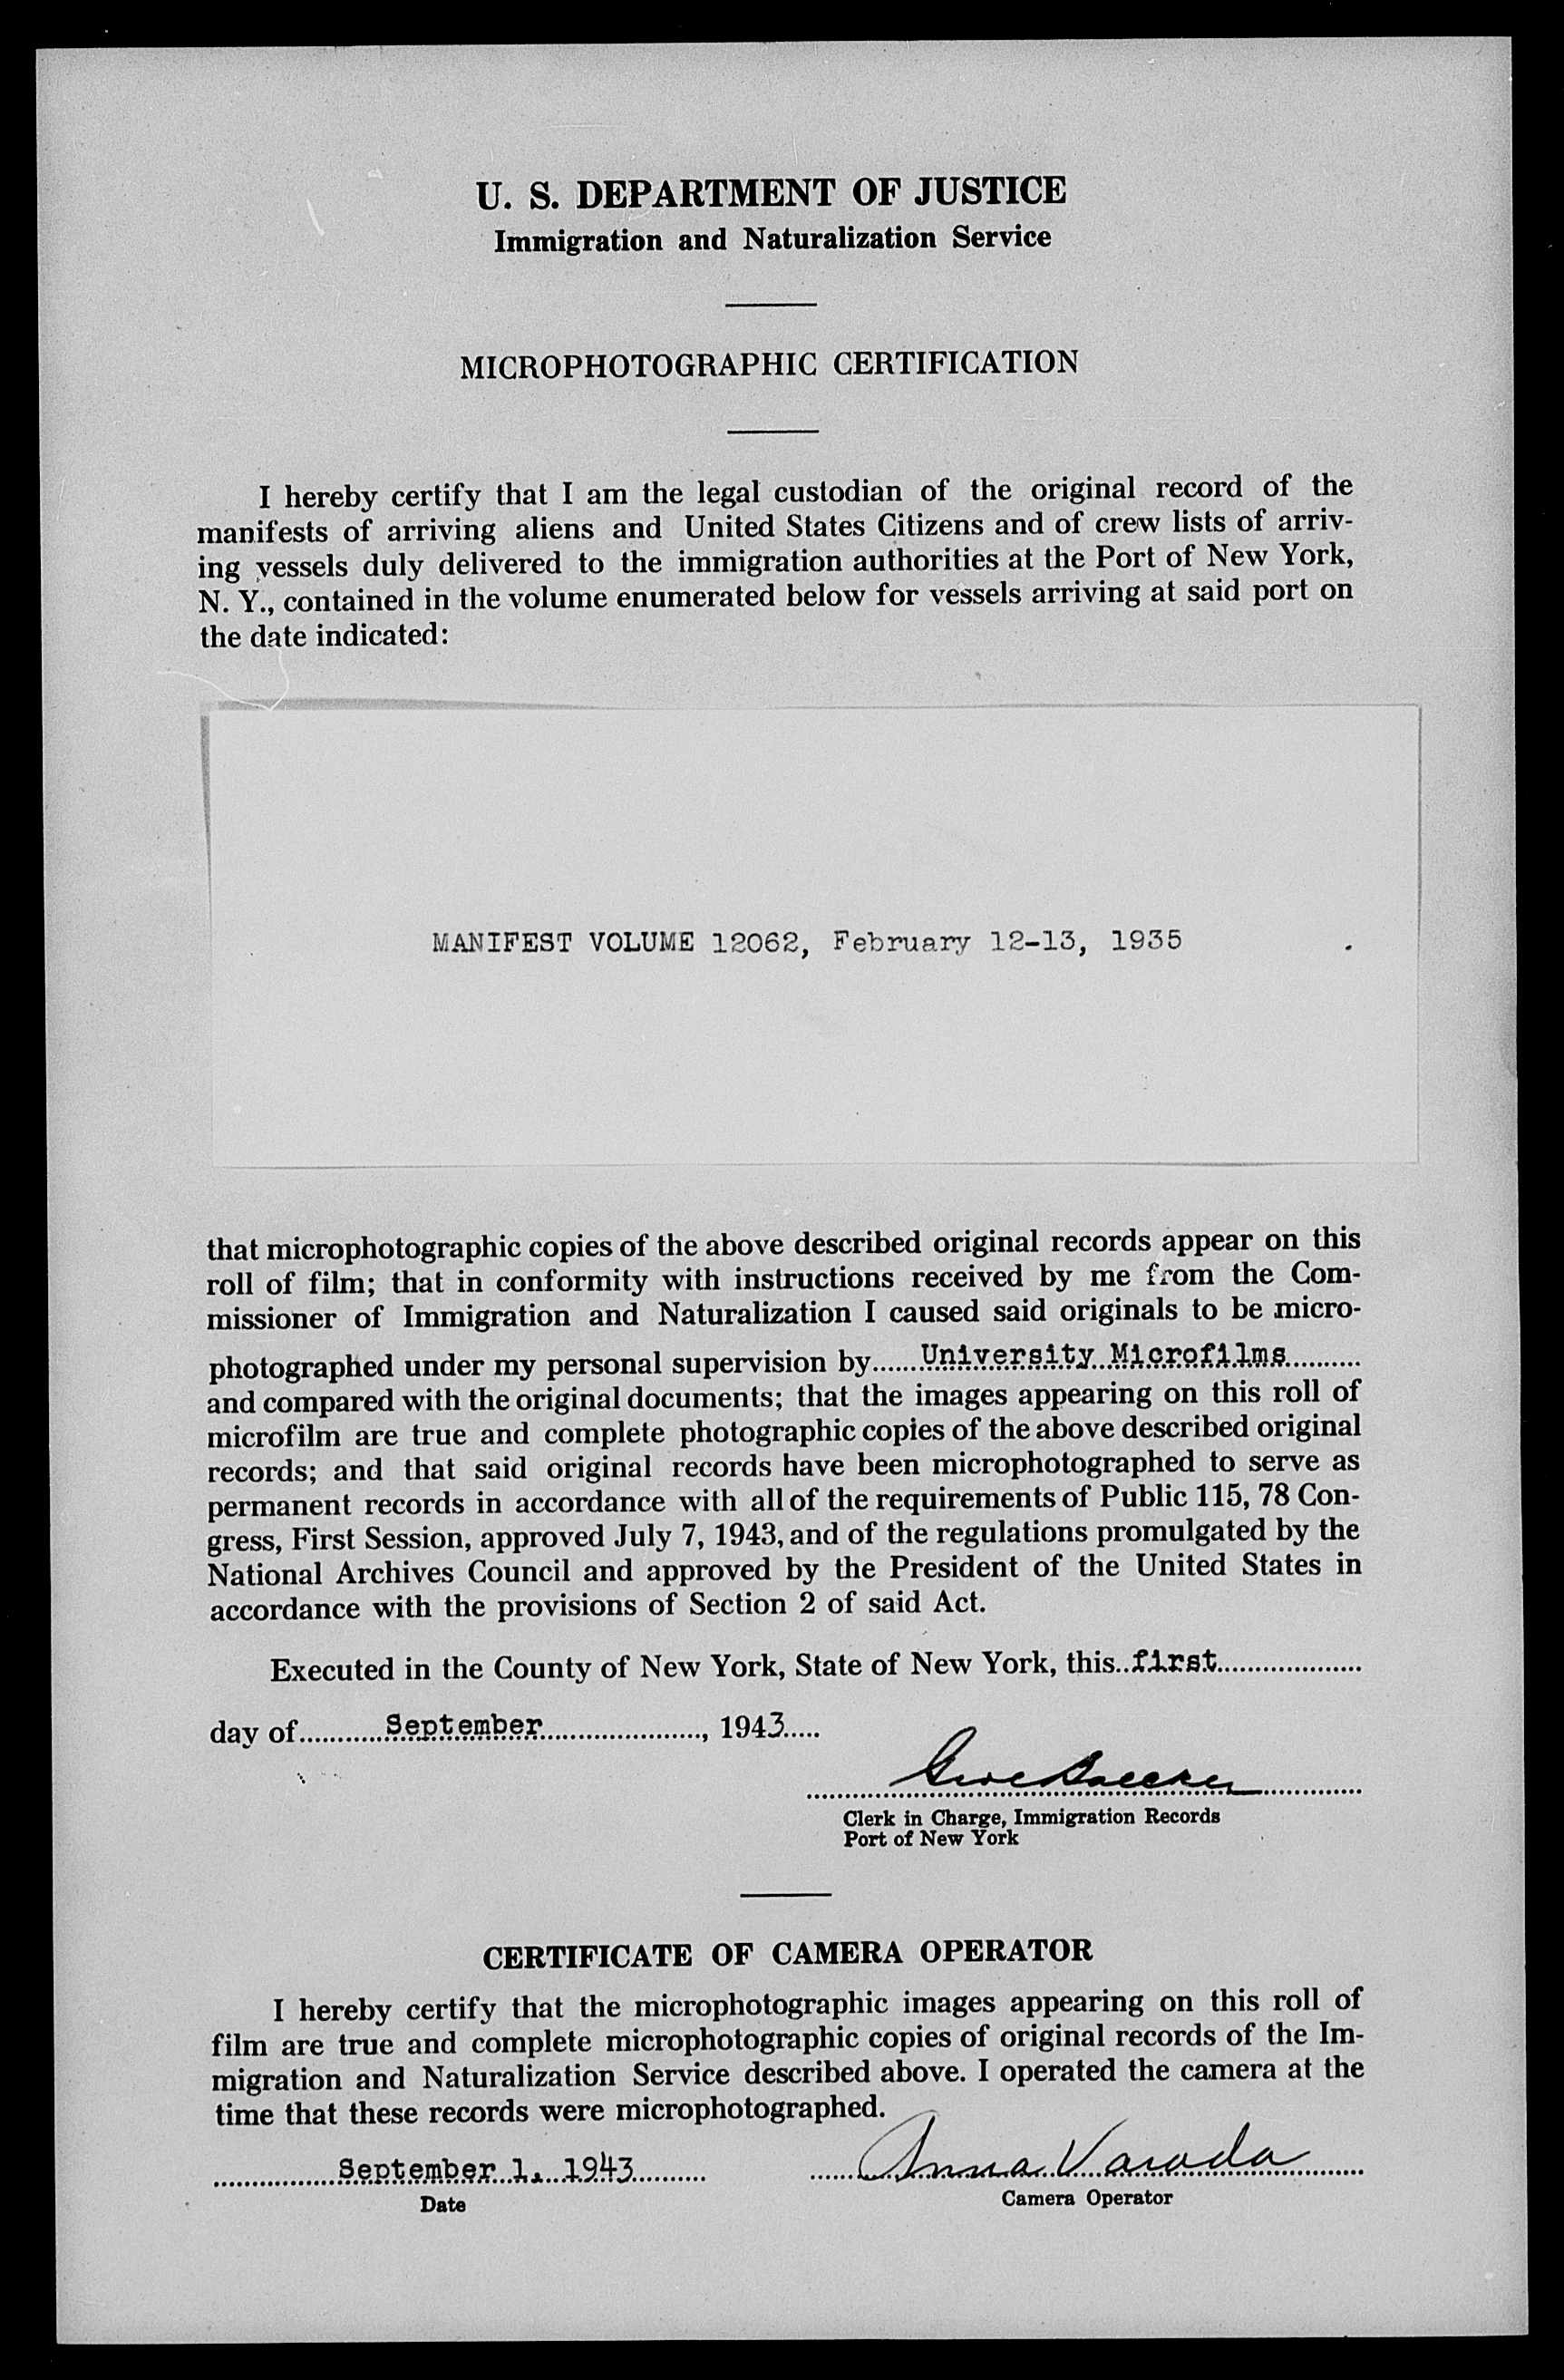 U. S. DEPARTMENT OF JUSTICE
Immigration and Naturalization Service
MICROPHOTOGRAPHIC CERTIFICATION
I hereby certify that I am the legal custodian of the original record of the
manifests of arriving aliens and United States Citizens and of crew lists of arriv-
ing vessels duly delivered to the immigration authorities at the Port of New York,
N. Y., contained in the volume enumerated below for vessels arriving at said port on
the date indicated:
MANIFEST VOLUME 12062, February 12-13, 1935
that microphotographic copies of the above described original records appear on this
roll of film; that in conformity with instructions received by me from the Com-
missioner of Immigration and Naturalization I caused said originals to be micro-
photographed under my personal supervision by......University Microfilms..........
and compared with the original documents; that the images appearing on this roll of
microfilm are true and complete photographic copies of the above described original
records; and that said original records have been microphotographed to serve as
permanent records in accordance with all of the requirements of Public 115, 78 Con-
gress, First Session, approved July 7, 1943, and of the regulations promulgated by the
National Archives Council and approved by the President of the United States in
accordance with the provisions of Section 2 of said Act.
Executed in the County of New York, State of New York, this..first...................
day of............September......................, 1943.....
Clerk in Charge, Immigration Records
Port of New York
CERTIFICATE OF CAMERA OPERATOR
I hereby certify that the microphotographic images appearing on this roll of
film are true and complete microphotographic copies of original records of the Im-
migration and Naturalization Service described above. I operated the camera at the
time that these records were microphotographed.
September 1, 1943 Anna Varada
Date Camera Operator